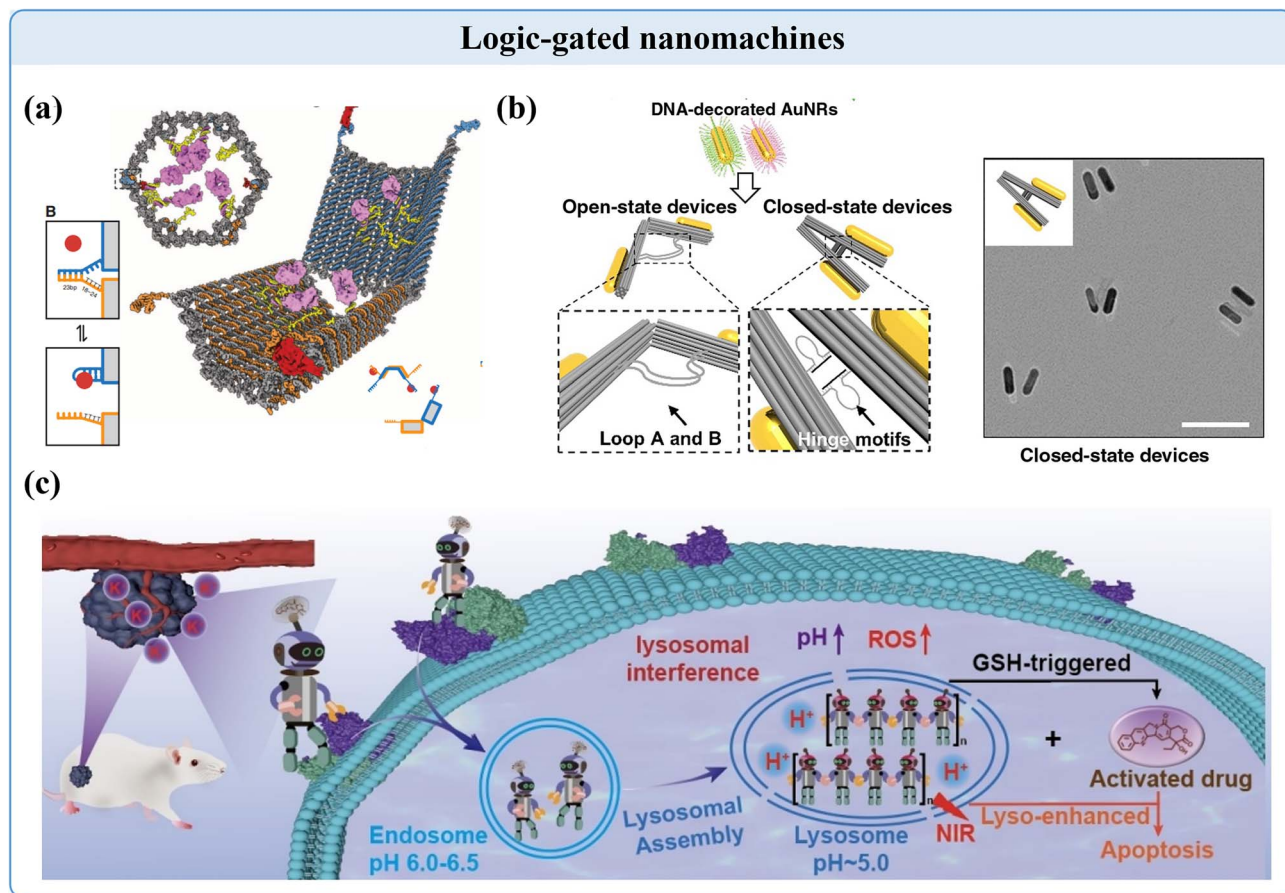 Logic-gated nanomachines
(a)
B
23bp
18–24
(b)
DNA-decorated AuNRs
Open-state devices
Closed-state devices
Loop A and B
Hinge motifs
Closed-state devices
(c)
K⁺
K⁺
K⁺
K⁺
K⁺
lysosomal
interference
pH↑ ROS↑
GSH-triggered
H⁺
H⁺
H⁺
H⁺
n
n
+
Activated drug
Endosome
pH 6.0-6.5
Lysosomal
Assembly
Lysosome
pH~5.0
NIR
Lyso-enhanced
Apoptosis